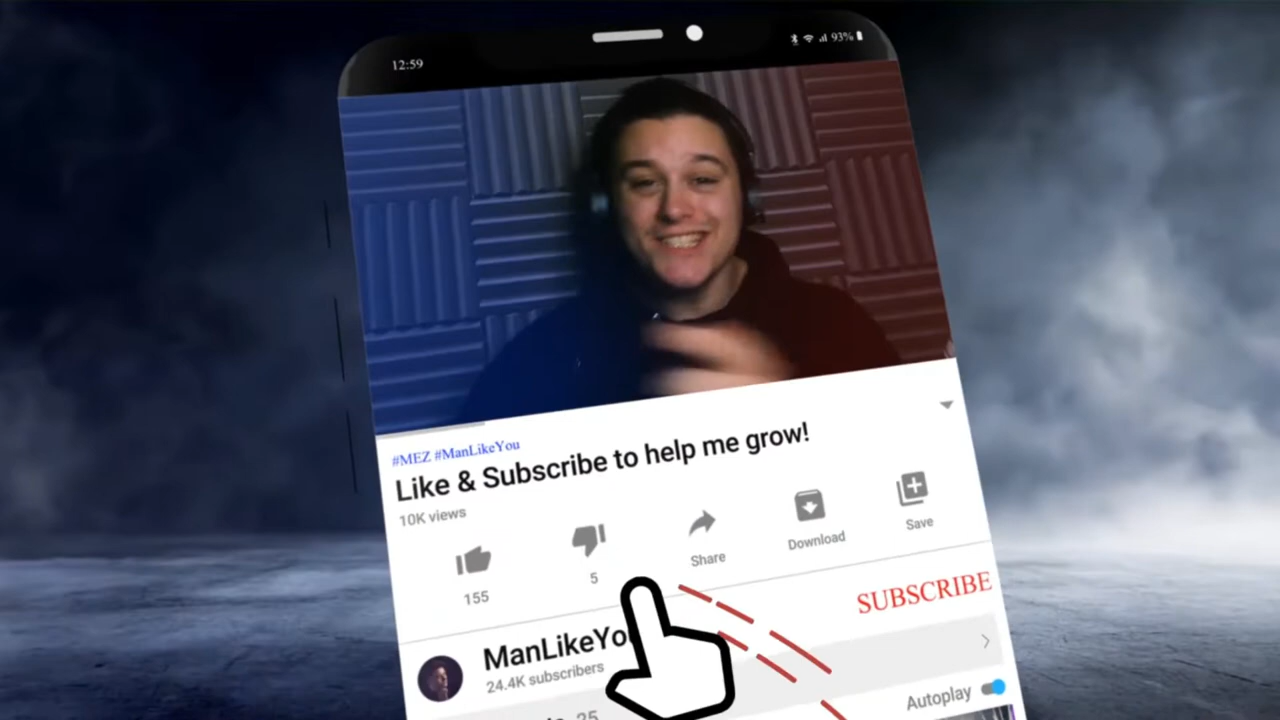 12:59
93%
#MEZ #ManLikeYou
Like & Subscribe to help me grow!
10K views
155
5
Share
Download
Save
SUBSCRIBE
ManLikeYo
24.4K subscribers
25
Autoplay